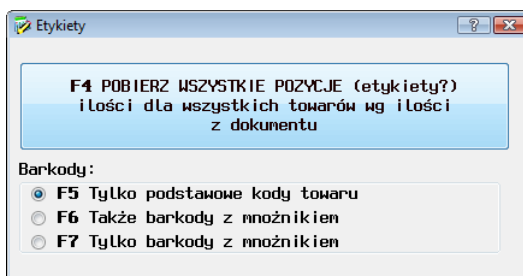 Etykiety
F4 POBIERZ WSZYSTKIE POZYCJE (etykiety?)
ilości dla wszystkich towarów wg ilości
z dokumentu
Barkody:
F5 Tylko podstawowe kody towaru
F6 Także barkody z mnożnikiem
F7 Tylko barkody z mnożnikiem